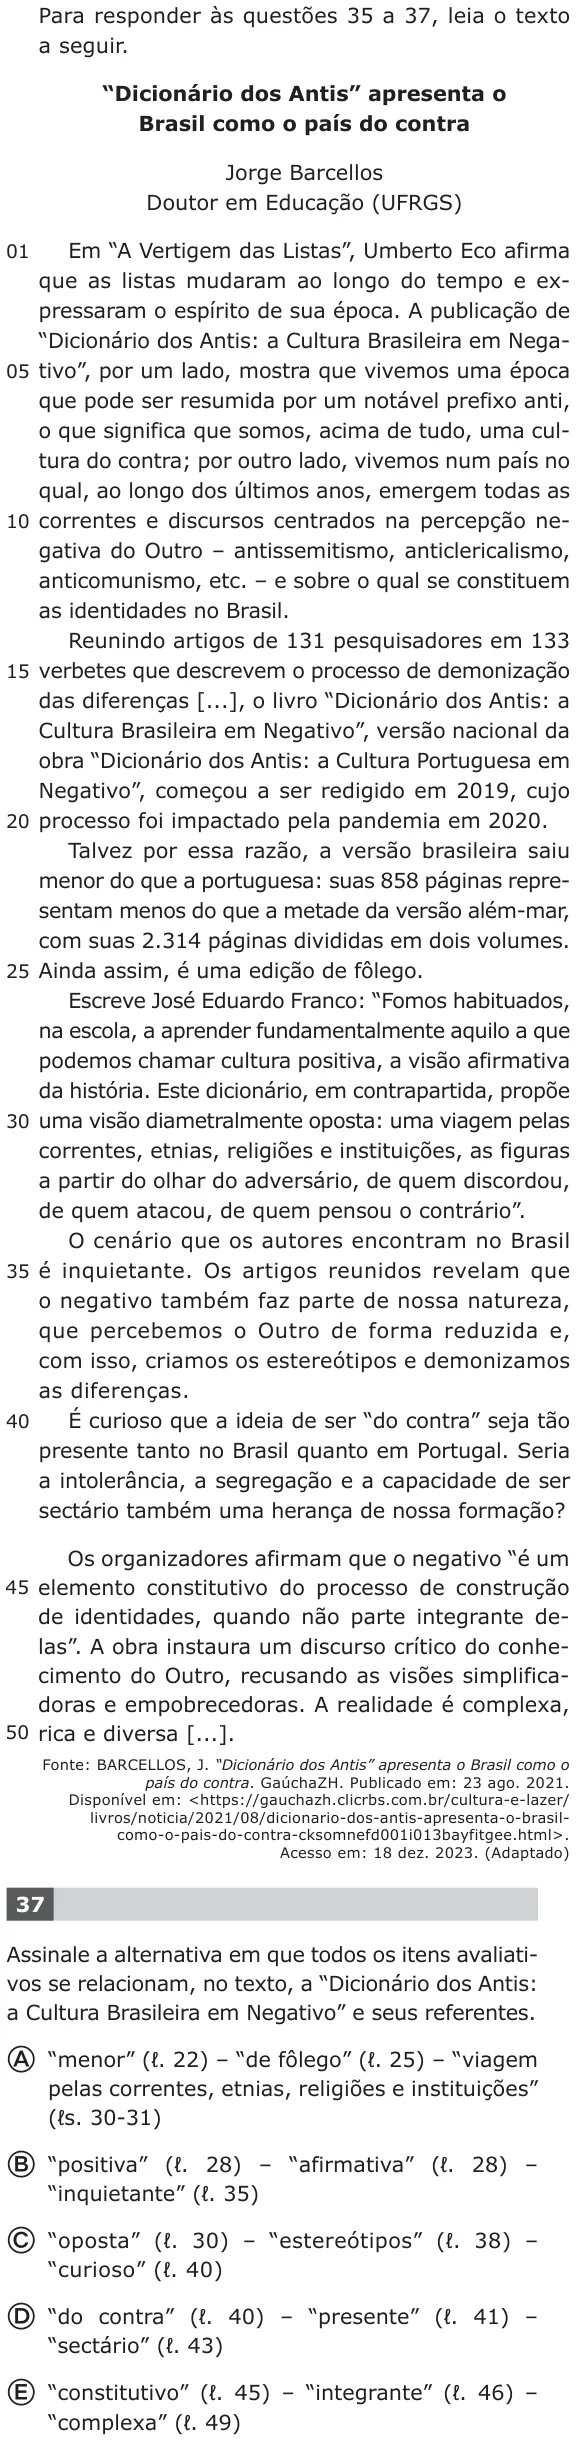 Para responder às questões 35 a 37, leia o texto
a seguir.
“Dicionário dos Antis” apresenta o
Brasil como o país do contra
Jorge Barcellos
Doutor em Educação (UFRGS)
01 Em “A Vertigem das Listas”, Umberto Eco afirma
que as listas mudaram ao longo do tempo e ex-
pressaram o espírito de sua época. A publicação de
“Dicionário dos Antis: a Cultura Brasileira em Nega-
05 tivo”, por um lado, mostra que vivemos uma época
que pode ser resumida por um notável prefixo anti,
o que significa que somos, acima de tudo, uma cul-
tura do contra; por outro lado, vivemos num país no
qual, ao longo dos últimos anos, emergem todas as
10 correntes e discursos centrados na percepção ne-
gativa do Outro – antissemitismo, anticlericalismo,
anticomunismo, etc. – e sobre o qual se constituem
as identidades no Brasil.
Reunindo artigos de 131 pesquisadores em 133
15 verbetes que descrevem o processo de demonização
das diferenças [...], o livro “Dicionário dos Antis: a
Cultura Brasileira em Negativo”, versão nacional da
obra “Dicionário dos Antis: a Cultura Portuguesa em
Negativo”, começou a ser redigido em 2019, cujo
20 processo foi impactado pela pandemia em 2020.
Talvez por essa razão, a versão brasileira saiu
menor do que a portuguesa: suas 858 páginas repre-
sentam menos do que a metade da versão além-mar,
com suas 2.314 páginas divididas em dois volumes.
25 Ainda assim, é uma edição de fôlego.
Escreve José Eduardo Franco: “Fomos habituados,
na escola, a aprender fundamentalmente aquilo a que
podemos chamar cultura positiva, a visão afirmativa
da história. Este dicionário, em contrapartida, propõe
30 uma visão diametralmente oposta: uma viagem pelas
correntes, etnias, religiões e instituições, as figuras
a partir do olhar do adversário, de quem discordou,
de quem atacou, de quem pensou o contrário”.
O cenário que os autores encontram no Brasil
35 é inquietante. Os artigos reunidos revelam que
o negativo também faz parte de nossa natureza,
que percebemos o Outro de forma reduzida e,
com isso, criamos os estereótipos e demonizamos
as diferenças.
40 É curioso que a ideia de ser “do contra” seja tão
presente tanto no Brasil quanto em Portugal. Seria
a intolerância, a segregação e a capacidade de ser
sectário também uma herança de nossa formação?
Os organizadores afirmam que o negativo “é um
45 elemento constitutivo do processo de construção
de identidades, quando não parte integrante de-
las”. A obra instaura um discurso crítico do conhe-
cimento do Outro, recusando as visões simplifica-
doras e empobrecedoras. A realidade é complexa,
50 rica e diversa [...].
Fonte: BARCELLOS, J. “Dicionário dos Antis” apresenta o Brasil como o
país do contra. GaúchaZH. Publicado em: 23 ago. 2021.
Disponível em: <https://gauchazh.clicrbs.com.br/cultura-e-lazer/
livros/noticia/2021/08/dicionario-dos-antis-apresenta-o-brasil-
como-o-pais-do-contra-cksomnefd001i013bayfitgee.html>.
Acesso em: 18 dez. 2023. (Adaptado)
37
Assinale a alternativa em que todos os itens avaliati-
vos se relacionam, no texto, a “Dicionário dos Antis:
a Cultura Brasileira em Negativo” e seus referentes.
A “menor” (ℓ. 22) – “de fôlego” (ℓ. 25) – “viagem
pelas correntes, etnias, religiões e instituições”
(ℓs. 30-31)
B “positiva” (ℓ. 28) – “afirmativa” (ℓ. 28) –
“inquietante” (ℓ. 35)
C “oposta” (ℓ. 30) – “estereótipos” (ℓ. 38) –
“curioso” (ℓ. 40)
D “do contra” (ℓ. 40) – “presente” (ℓ. 41) –
“sectário” (ℓ. 43)
E “constitutivo” (ℓ. 45) – “integrante” (ℓ. 46) –
“complexa” (ℓ. 49)